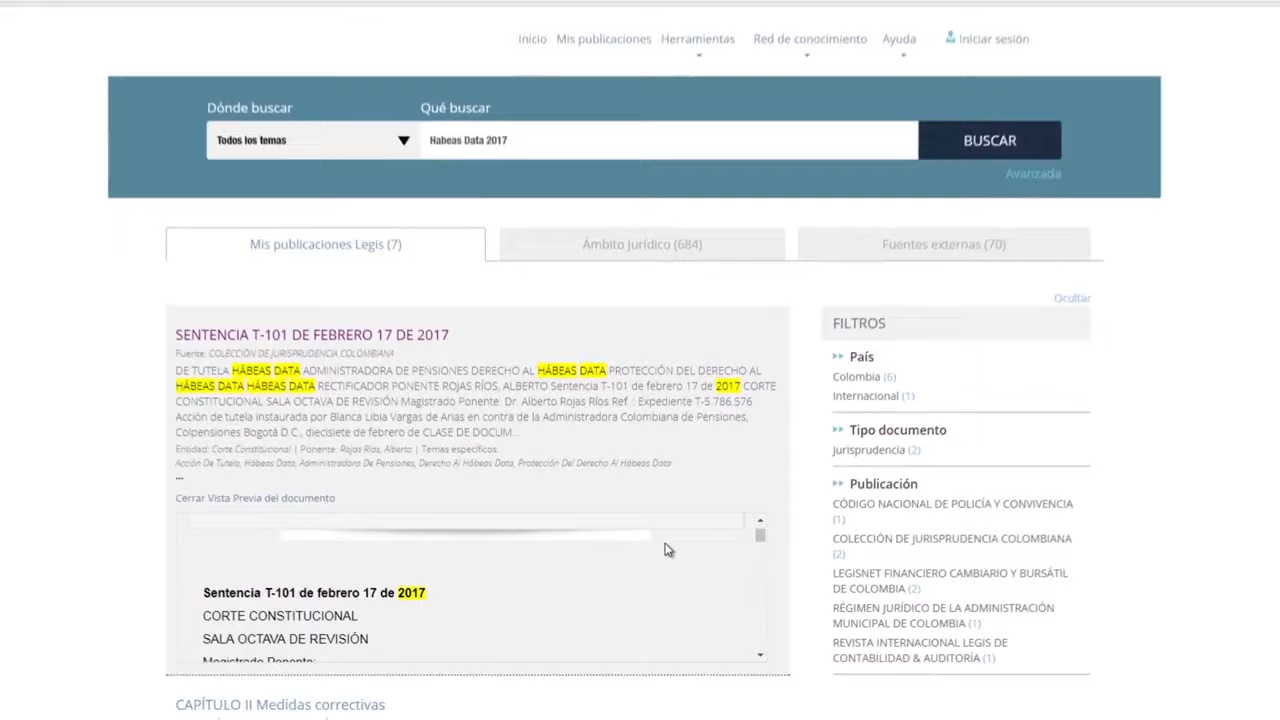 Inicio Mis publicaciones Herramientas Red de conocimiento Ayuda Iniciar sesión
Dónde buscar Qué buscar
Todos los temas Habeas Data 2017 BUSCAR
Avanzada
Mis publicaciones Legis (7) Ámbito Jurídico (684) Fuentes externas (70)
Ocultar
SENTENCIA T-101 DE FEBRERO 17 DE 2017
Fuente: COLECCIÓN DE JURISPRUDENCIA COLOMBIANA
DE TUTELA HÁBEAS DATA ADMINISTRADORA DE PENSIONES DERECHO AL HÁBEAS DATA PROTECCIÓN DEL DERECHO AL
HÁBEAS DATA HÁBEAS DATA RECTIFICADOR PONENTE ROJAS RÍOS, ALBERTO Sentencia T-101 de febrero 17 de 2017 CORTE
CONSTITUCIONAL SALA OCTAVA DE REVISIÓN Magistrado Ponente: Dr. Alberto Rojas Ríos Ref.: Expediente T-5.786.576
Acción de tutela instaurada por Blanca Libia Vargas de Arias en contra de la Administradora Colombiana de Pensiones,
Colpensiones Bogotá D.C., diecisiete de febrero de CLASE DE DOCUM...
Entidad: Corte Constitucional | Ponente: Rojas Ríos, Alberto | Temas específicos:
Acción De Tutela, Hábeas Data, Administradora De Pensiones, Derecho Al Hábeas Data, Protección Del Derecho Al Hábeas Data
...
Cerrar Vista Previa del documento
Sentencia T-101 de febrero 17 de 2017
CORTE CONSTITUCIONAL
SALA OCTAVA DE REVISIÓN
Magistrado Ponente:
CAPÍTULO II Medidas correctivas
FILTROS
País
Colombia (6)
Internacional (1)
Tipo documento
Jurisprudencia (2)
Publicación
CÓDIGO NACIONAL DE POLICÍA Y CONVIVENCIA
(1)
COLECCIÓN DE JURISPRUDENCIA COLOMBIANA
(2)
LEGISNET FINANCIERO CAMBIARIO Y BURSÁTIL
DE COLOMBIA (2)
RÉGIMEN JURÍDICO DE LA ADMINISTRACIÓN
MUNICIPAL DE COLOMBIA (1)
REVISTA INTERNACIONAL LEGIS DE
CONTABILIDAD & AUDITORÍA (1)